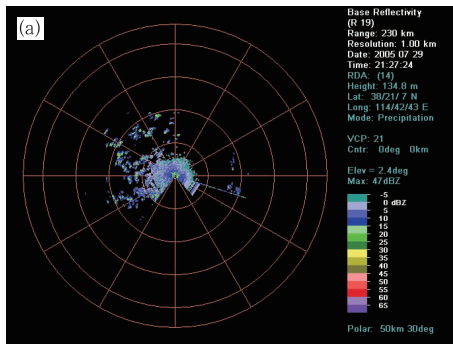 (a)
Base Reflectivity
(R 19)
Range: 230 km
Resolution: 1.00 km
Date: 2005 07 29
Time: 21:27:24
RDA: (14)
Height: 134.8 m
Lat: 38/21/ 7 N
Long: 114/42/43 E
Mode: Precipitation
VCP: 21
Cntr: 0deg 0km
Elev = 2.4deg
Max: 47dBZ
-5
0 dBZ
5
10
15
20
25
30
35
40
45
50
55
60
65
Polar: 50km 30deg